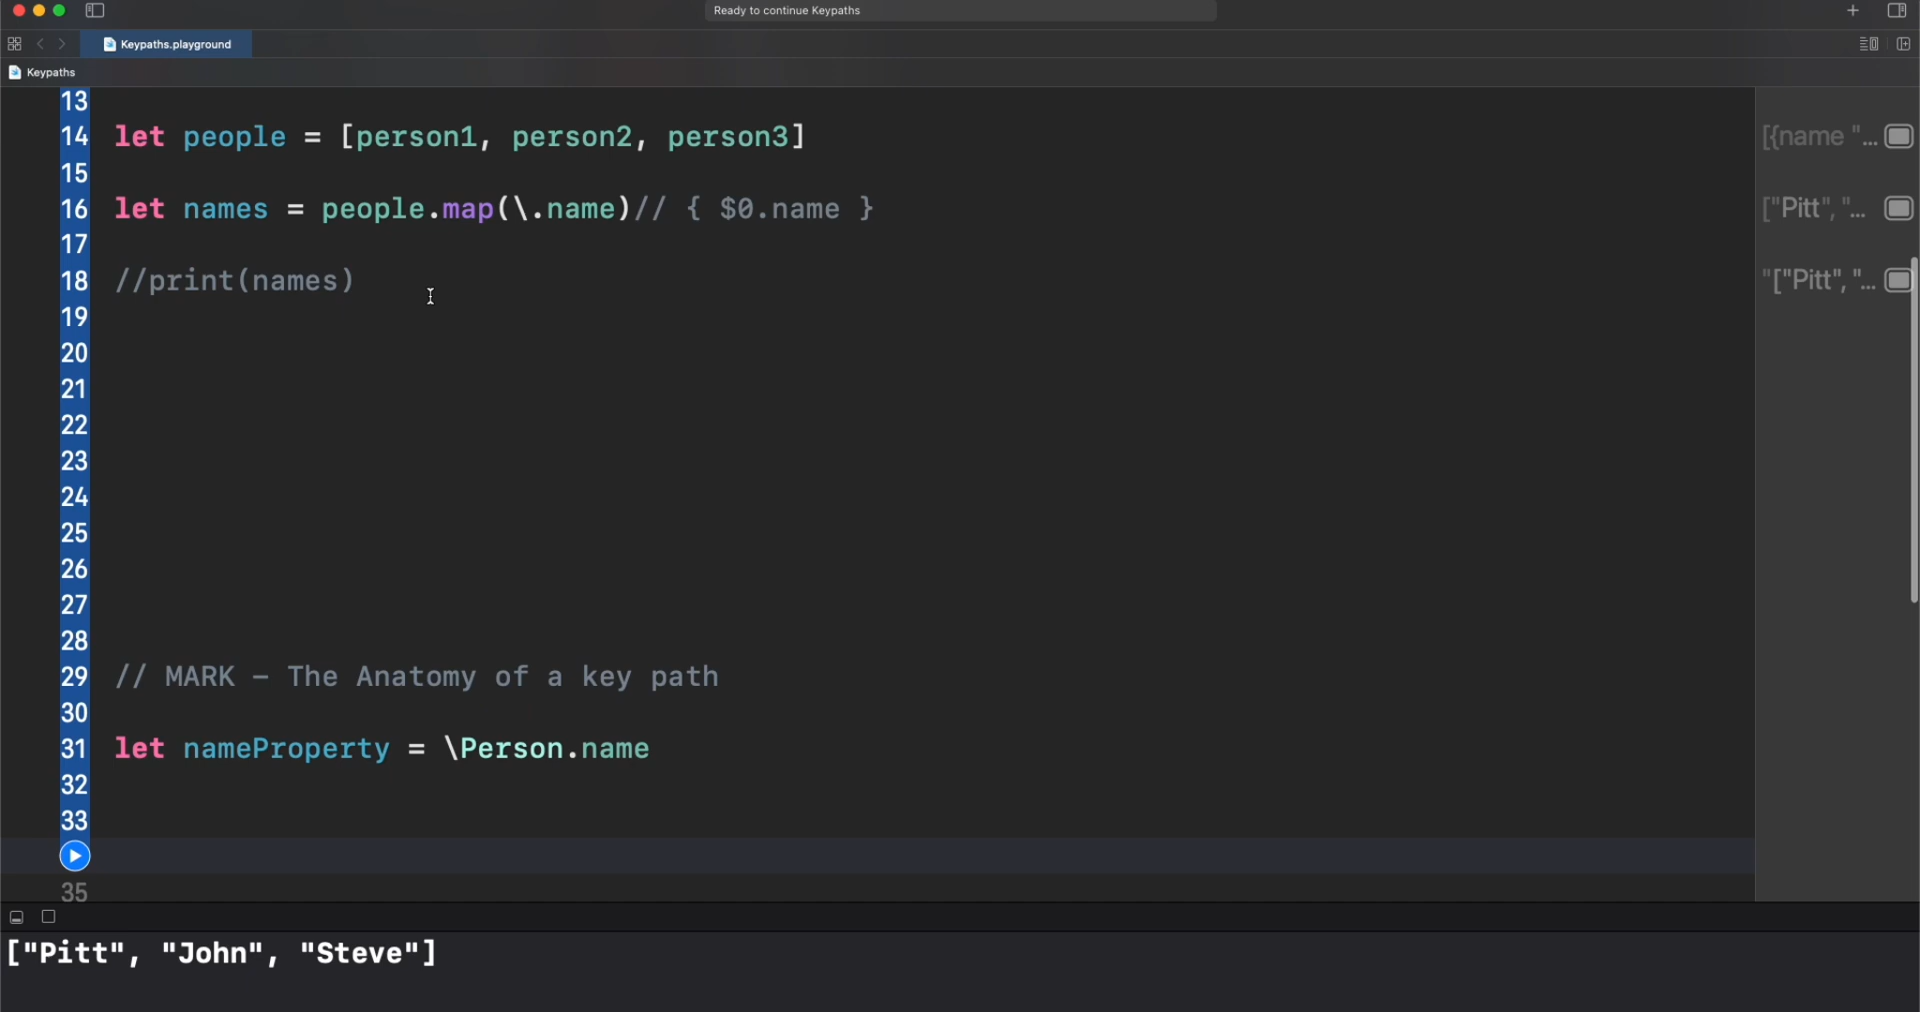 Ready to continue Keypaths
Keypaths.playground
Keypaths
13
14 let people = [person1, person2, person3] [{name "...
15
16 let names = people.map(\.name)// { $0.name } ["Pitt", "...
17
18 //print(names) "["Pitt", "...
19
20
21
22
23
24
25
26
27
28
29 // MARK – The Anatomy of a key path
30
31 let nameProperty = \Person.name
32
33
35
["Pitt", "John", "Steve"]